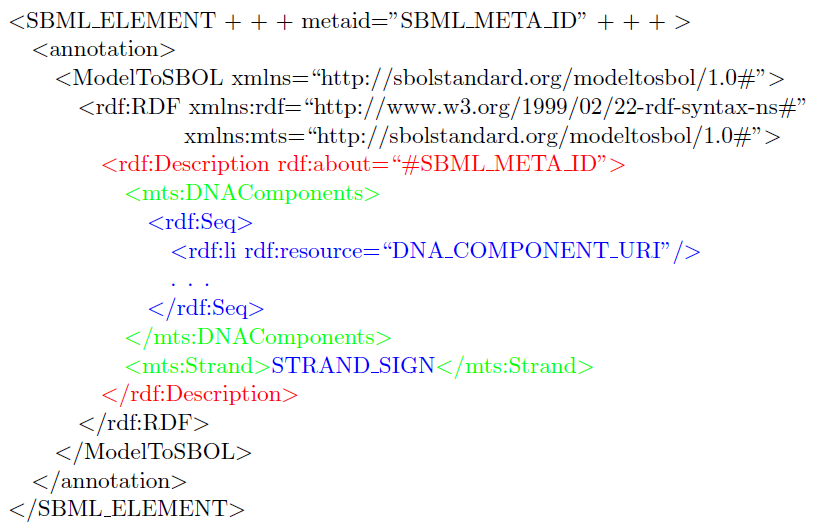 <SBML_ELEMENT + + + metaid=”SBML_META_ID” + + + >
<annotation>
<ModelToSBOL xmlns=“http://sbolstandard.org/modeltosbol/1.0#”>
<rdf:RDF xmlns:rdf=“http://www.w3.org/1999/02/22-rdf-syntax-ns#”
xmlns:mts=“http://sbolstandard.org/modeltosbol/1.0#”>
<rdf:Description rdf:about=“#SBML_META_ID”>
<mts:DNAComponents>
<rdf:Seq>
<rdf:li rdf:resource=“DNA_COMPONENT_URI”/>
. . .
</rdf:Seq>
</mts:DNAComponents>
<mts:Strand>STRAND_SIGN</mts:Strand>
</rdf:Description>
</rdf:RDF>
</ModelToSBOL>
</annotation>
</SBML_ELEMENT>